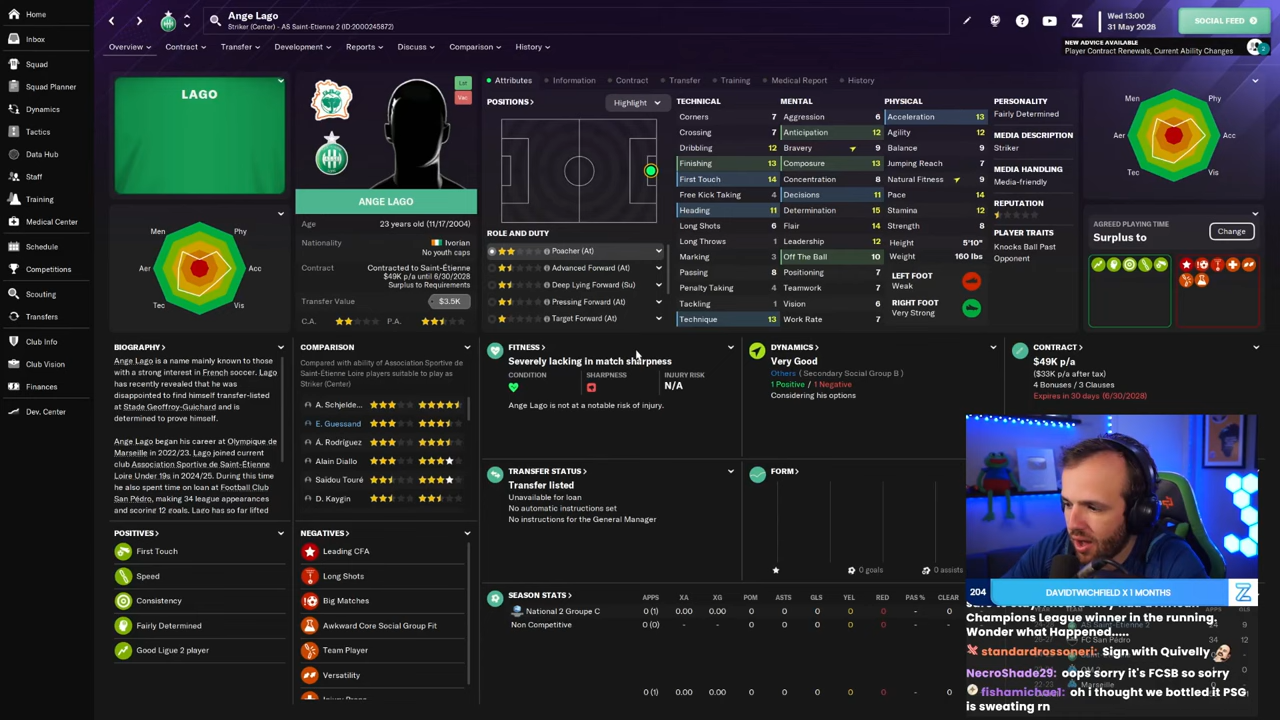 Home
Inbox
Squad
Squad Planner
Dynamics
Tactics
Data Hub
Staff
Training
Medical Center
Schedule
Competitions
Scouting
Transfers
Club Info
Club Vision
Finances
Dev. Center
Ange Lago
Striker (Center) - AS Saint-Étienne 2 (ID:2000245872)
Wed 13:00
31 May 2028
SOCIAL FEED
NEW ADVICE AVAILABLE
Player Contract Renewals, Current Ability Changes
Overview Contract Transfer Development Reports Discuss Comparison History
LAGO
Men Phy
Aer Acc
Tec Vis
ANGE LAGO
Age 23 years old (11/17/2004)
Nationality Ivorian
No youth caps
Contract Contracted to Saint-Étienne
$49K p/a until 6/30/2028
Surplus to Requirements
Transfer Value $3.5K
C.A. P.A.
Attributes Information Contract Transfer Training Medical Report History
POSITIONS Highlight
ROLE AND DUTY
Poacher (At)
Advanced Forward (At)
Deep Lying Forward (Su)
Pressing Forward (At)
Target Forward (At)
TECHNICAL
Corners 7
Crossing 7
Dribbling 12
Finishing 13
First Touch 14
Free Kick Taking 4
Heading 11
Long Shots 6
Long Throws 1
Marking 3
Passing 8
Penalty Taking 4
Tackling 1
Technique 13
MENTAL
Aggression 6
Anticipation 12
Bravery 9
Composure 13
Concentration 8
Decisions 11
Determination 15
Flair 14
Leadership 12
Off The Ball 10
Positioning 7
Teamwork 7
Vision 6
Work Rate 7
PHYSICAL
Acceleration 13
Agility 12
Balance 9
Jumping Reach 7
Natural Fitness 9
Pace 14
Stamina 12
Strength 8
Height 5'10"
Weight 160 lbs
LEFT FOOT
Weak
RIGHT FOOT
Very Strong
PERSONALITY
Fairly Determined
MEDIA DESCRIPTION
Striker
MEDIA HANDLING
Media-friendly
REPUTATION
PLAYER TRAITS
Knocks Ball Past
Opponent
Men Phy
Aer Acc
Tec Vis
AGREED PLAYING TIME
Surplus to
Change
BIOGRAPHY
Ange Lago is a name mainly known to those
with a strong interest in French soccer. Lago
has recently revealed that he was
disappointed to find himself transfer-listed at
Stade Geoffroy-Guichard and is
determined to prove himself.
Ange Lago began his career at Olympique de
Marseille in 2022/23. Lago joined current
club Association Sportive de Saint-Étienne
Loire Under 19s in 2024/25. During this time
he also spent time on loan at Football Club
San Pédro, making 34 league appearances
and scoring 12 goals. Lago has so far lifted
COMPARISON
Compared with ability of Association Sportive de
Saint-Étienne Loire players suitable to play as
Striker (Center)
A. Schjelde...
E. Guessand
Á. Rodríguez
Alain Diallo
Saidou Touré
D. Kaygin
FITNESS
Severely lacking in match sharpness
CONDITION SHARPNESS INJURY RISK
N/A
Ange Lago is not at a notable risk of injury.
DYNAMICS
Very Good
Others (Secondary Social Group B )
1 Positive / 1 Negative
Considering his options
CONTRACT
$49K p/a
($33K p/a after tax)
4 Bonuses / 3 Clauses
Expires in 30 days (6/30/2028)
TRANSFER STATUS
Transfer listed
Unavailable for loan
No automatic instructions set
No instructions for the General Manager
FORM
0 goals 0 assists
POSITIVES
First Touch
Speed
Consistency
Fairly Determined
Good Ligue 2 player
NEGATIVES
Leading CFA
Long Shots
Big Matches
Awkward Core Social Group Fit
Team Player
Versatility
SEASON STATS APPS XA XG POM ASTS GLS YEL RED PAS % CLEAR
National 2 Groupe C 0 (1) 0.00 0.00 0 0 0 0 0 - 0
Non Competitive 0 (0) - - 0 0 0 0 0 - 0
0 (1) 0.00 0.00 0 0 0 0 0 - 0
204 DAVIDTWICHFIELD X 1 MONTHS
Champions League winner in the running.
Wonder what Happened.....
standardrossoneri: Sign with Quivelly
NecroShade29: oops sorry it's FCSB so sorry
fishamichael: oh i thought we bottled it PSG
is sweating rn